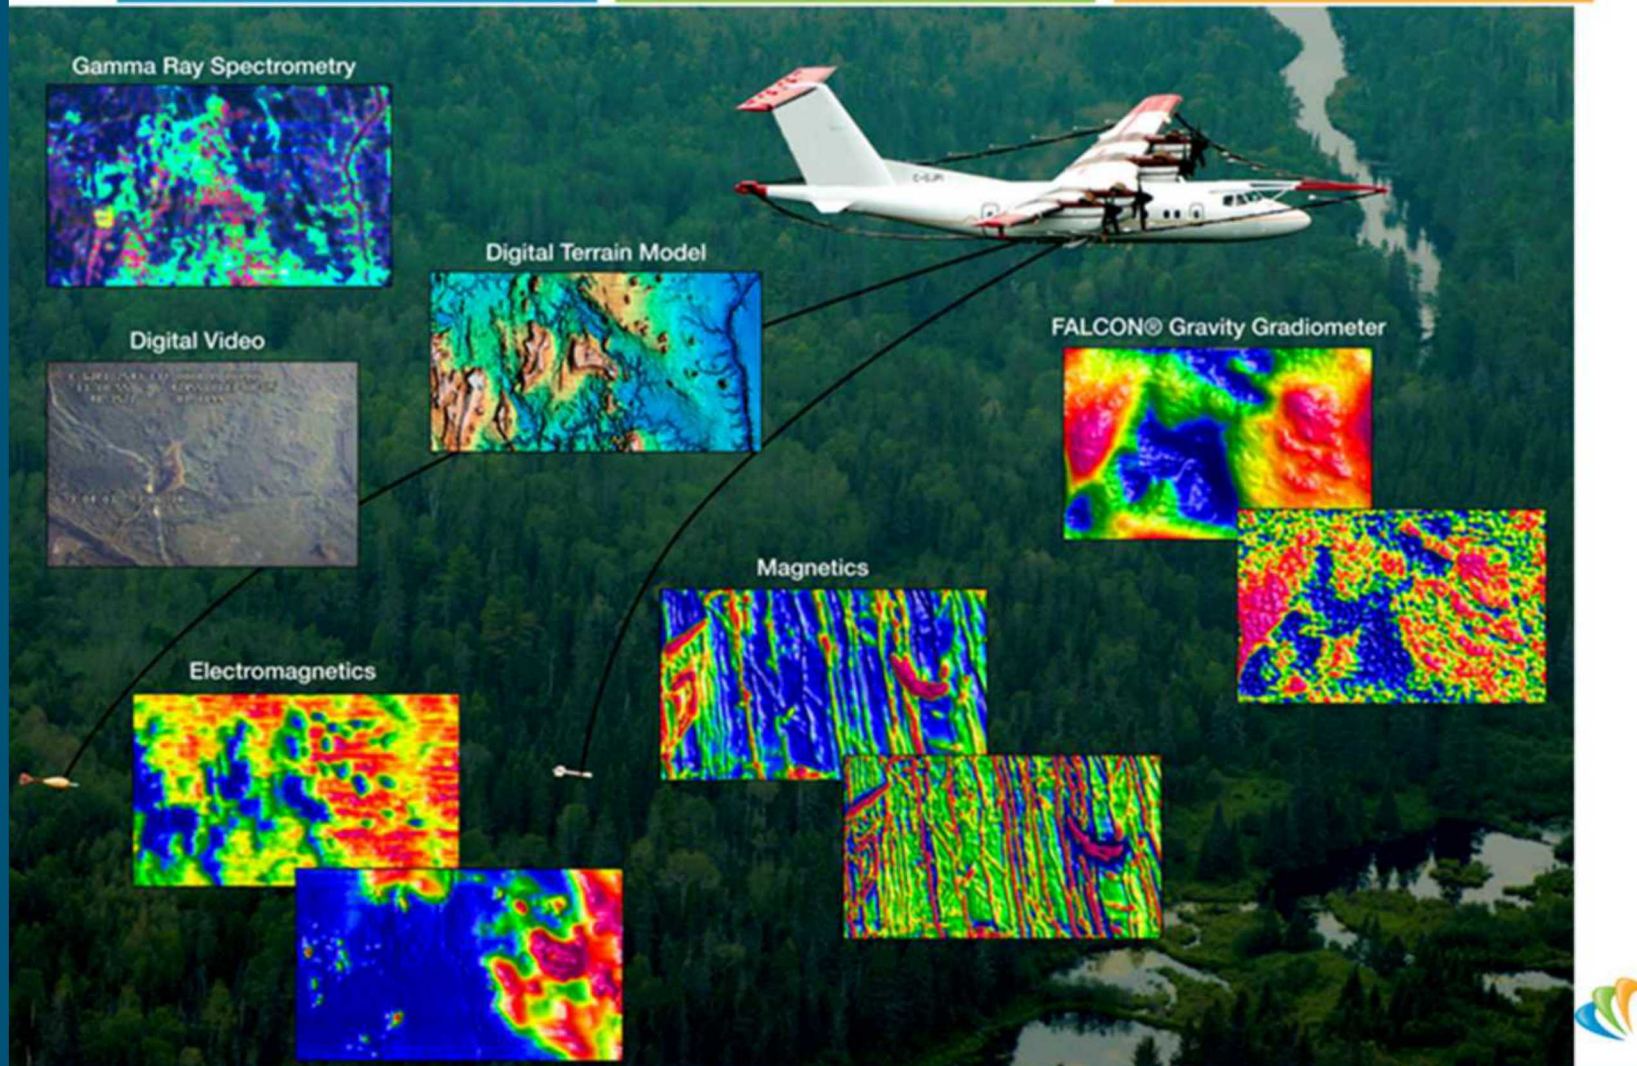 Gamma Ray Spectrometry
Digital Terrain Model
Digital Video
FALCON® Gravity Gradiometer
Magnetics
Electromagnetics